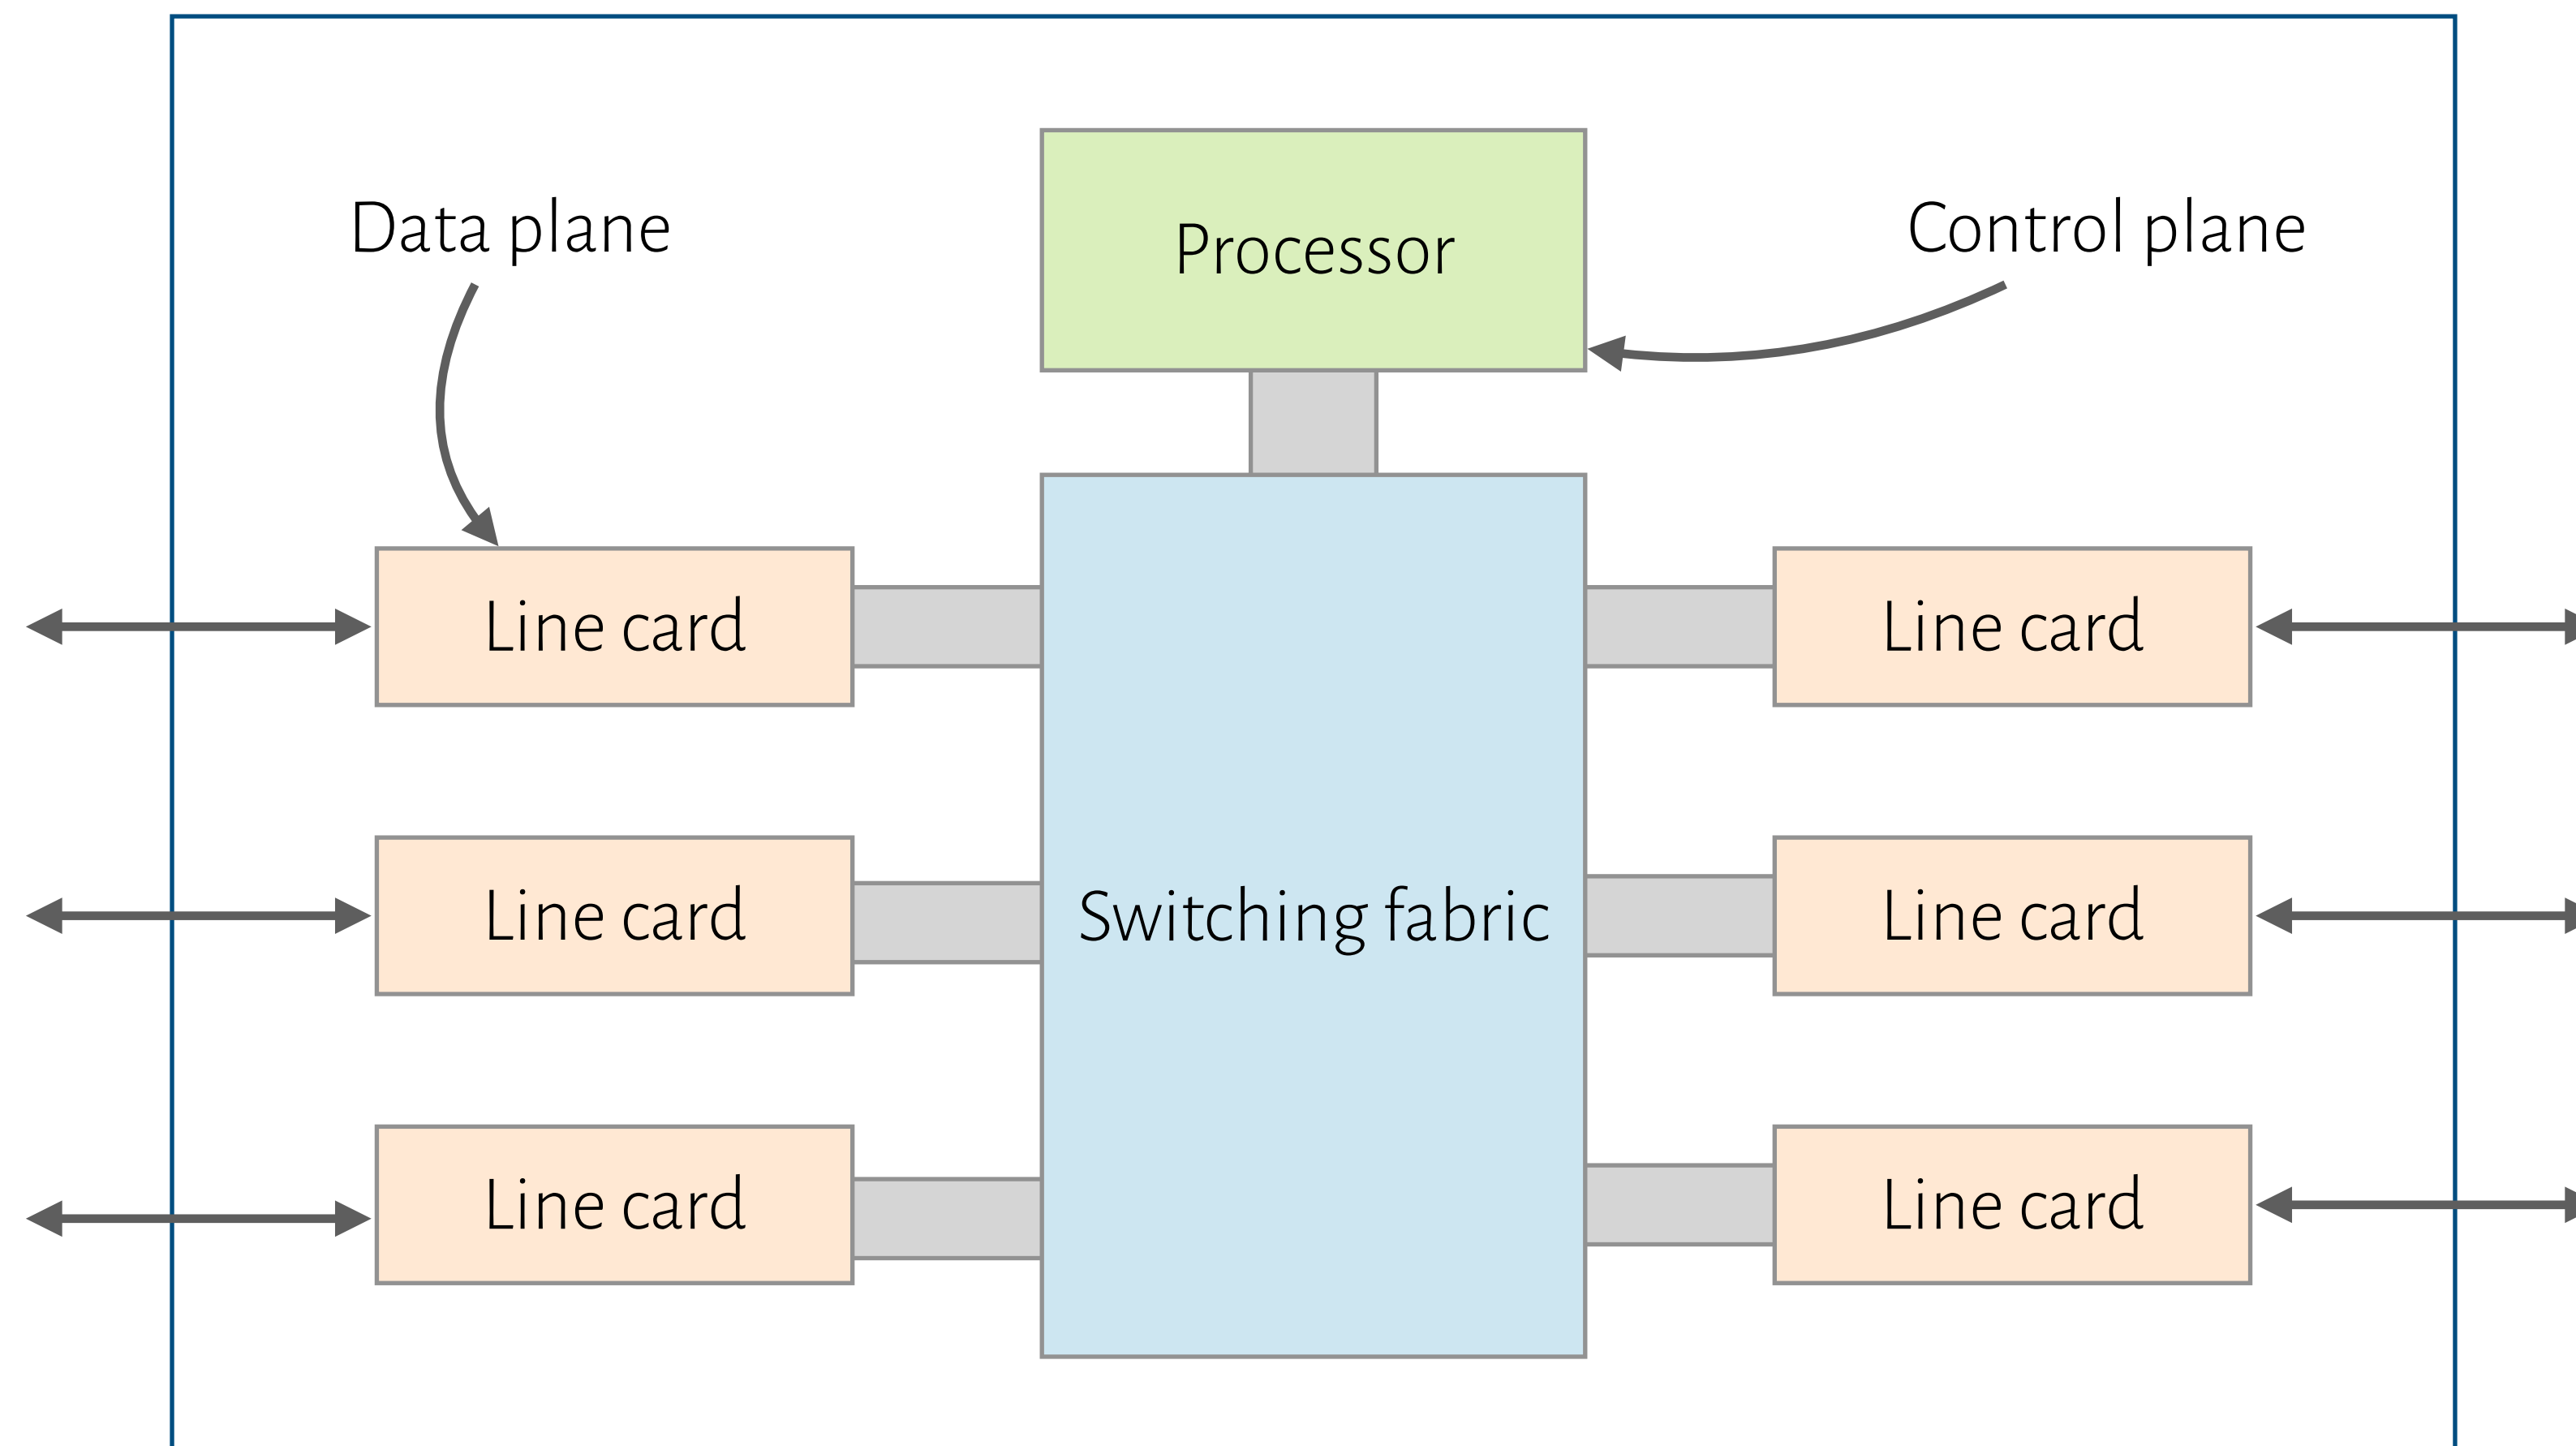 Data plane
Processor
Control plane
Line card
Line card
Line card
Switching fabric
Line card
Line card
Line card